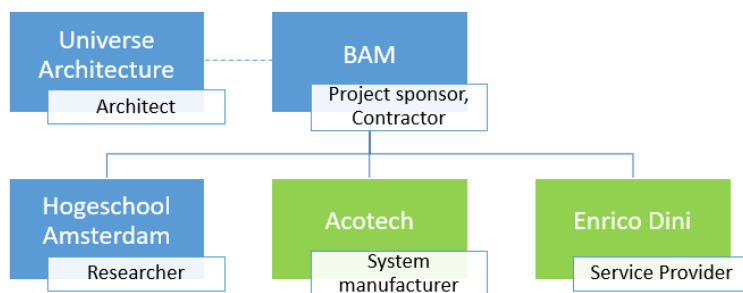 Universe
Architecture
Architect
BAM
Project sponsor,
Contractor
Hogeschool
Amsterdam
Researcher
Acotech
System
manufacturer
Enrico Dini
Service Provider